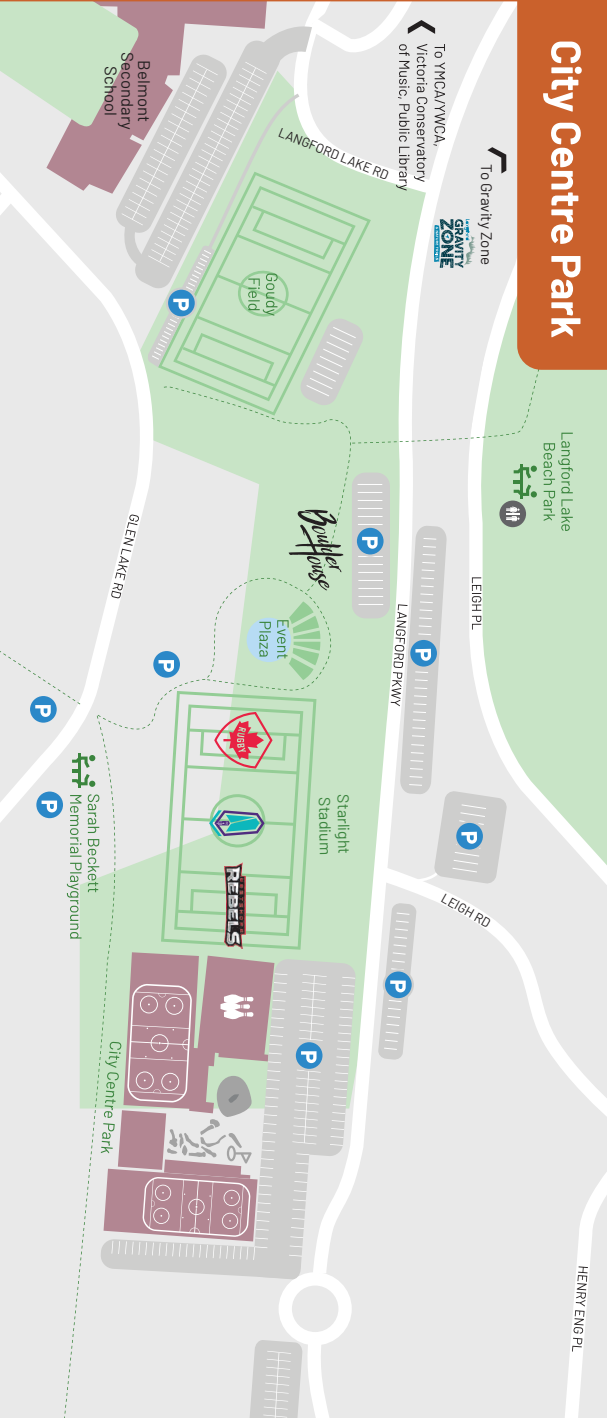 City Centre Park
To YMCA/YWCA,
Victoria Conservatory
of Music, Public Library
To Gravity Zone
GRAVITY
ZONE
Belmont
Secondary
School
LANGFORD LAKE RD
Goudy
Field
P
Langford Lake
Beach Park
GLEN LAKE RD
Boulder
House
P
LEIGH PL
LANGFORD PKWY
P
Event
Plaza
P
P
RUGBY
Starlight
Stadium
P
Sarah Beckett
Memorial Playground
P
REBELS
LEIGH RD
P
P
City Centre Park
HENRY ENG PL